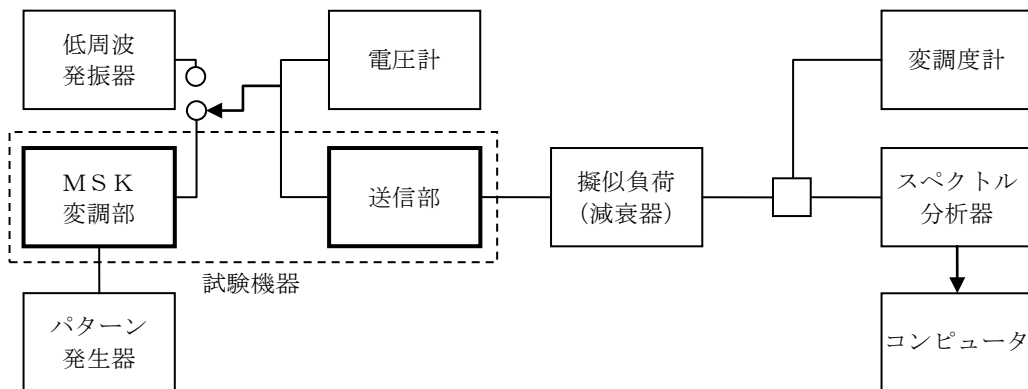 低周波
発振器
電圧計
変調度計
ＭＳＫ
変調部
送信部
擬似負荷
（減衰器）
スペクトル
分析器
試験機器
パターン
発生器
コンピュータ